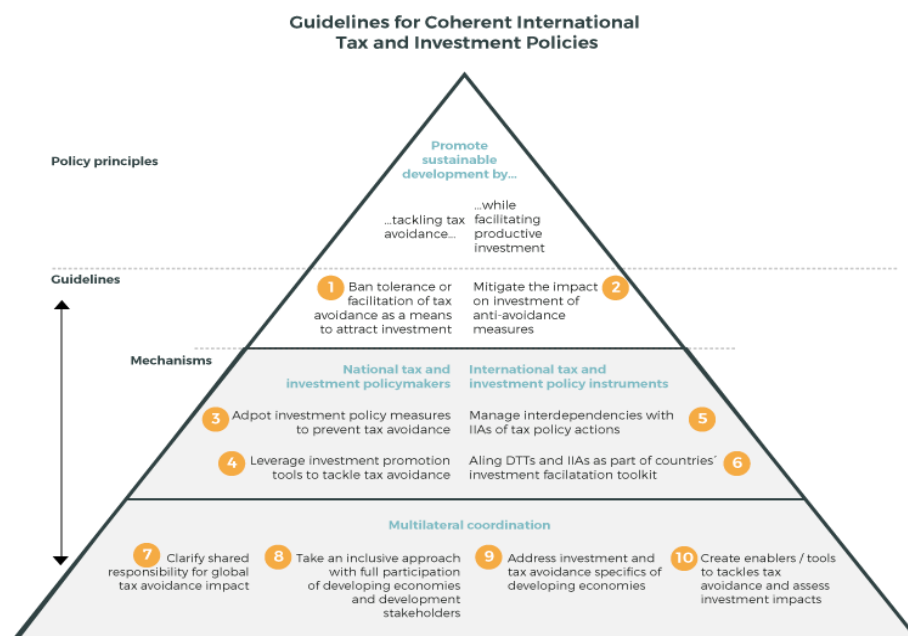 Guidelines for Coherent International
Tax and Investment Policies
Policy principles
Promote
sustainable
development by...
...tackling tax
avoidance...
...while
facilitating
productive
investment
Guidelines
1 Ban tolerance or
facilitation of tax
avoidance as a means
to attract investment
Mitigate the impact 2
on investment of
anti-avoidance
measures
Mechanisms
National tax and
investment policymakers
International tax and
investment policy instruments
3 Adpot investment policy measures
to prevent tax avoidance
Manage interdependencies with 5
IIAs of tax policy actions
4 Leverage investment promotion
tools to tackle tax avoidance
Aling DTTs and IIAs as part of countries´ 6
investment facilatation toolkit
Multilateral coordination
7 Clarify shared
responsibility for global
tax avoidance impact
8 Take an inclusive approach
with full participation
of developing economies
and development
stakeholders
9 Address investment and
tax avoidance specifics of
developing economies
10 Create enablers / tools
to tackles tax
avoidance and assess
investment impacts